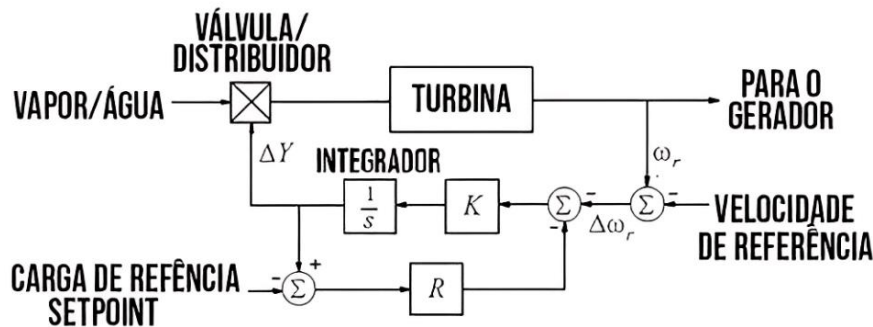 VÁLVULA/
DISTRIBUIDOR
VAPOR/ÁGUA
TURBINA
PARA O
GERADOR
ΔY
INTEGRADOR
ω_r
1/s
K
Σ
-
-
Δω_r
Σ
-
VELOCIDADE
DE REFERÊNCIA
CARGA DE REFÊNCIA
SETPOINT
-
+
Σ
R